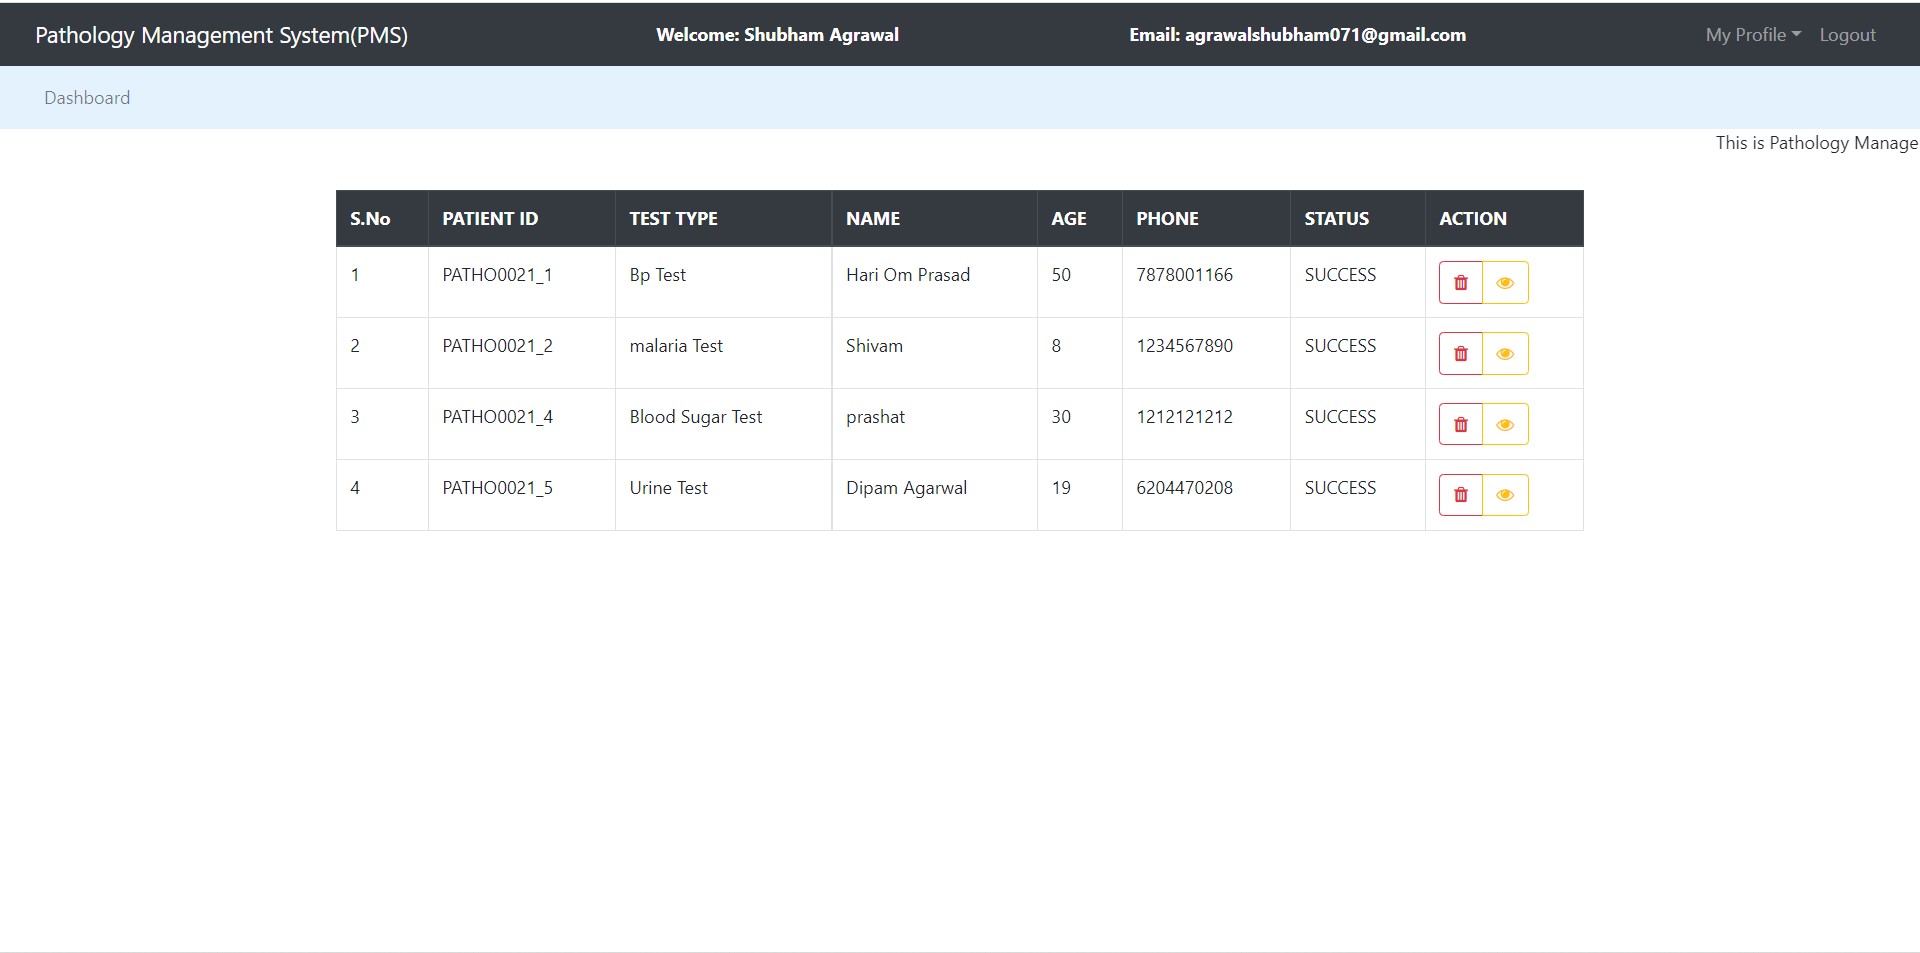 Pathology Management System(PMS) Welcome: Shubham Agrawal Email: agrawalshubham071@gmail.com My Profile Logout
Dashboard
This is Pathology Manage
S.No PATIENT ID TEST TYPE NAME AGE PHONE STATUS ACTION
1 PATHO0021_1 Bp Test Hari Om Prasad 50 7878001166 SUCCESS
2 PATHO0021_2 malaria Test Shivam 8 1234567890 SUCCESS
3 PATHO0021_4 Blood Sugar Test prashat 30 1212121212 SUCCESS
4 PATHO0021_5 Urine Test Dipam Agarwal 19 6204470208 SUCCESS